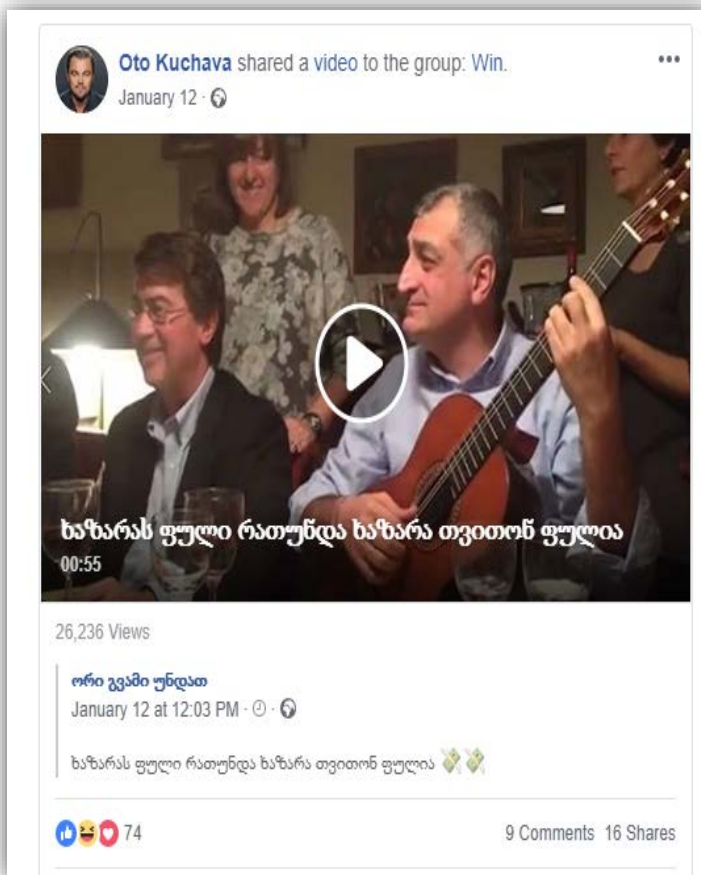 Oto Kuchava shared a video to the group: Win.
January 12 ·
ხაზარას ფული რათუნდა ხაზარა თვითონ ფულია
00:55
26,236 Views
ორი გვამი უნდათ
January 12 at 12:03 PM · ·
ხაზარას ფული რათუნდა ხაზარა თვითონ ფულია 💸💸
74
9 Comments 16 Shares